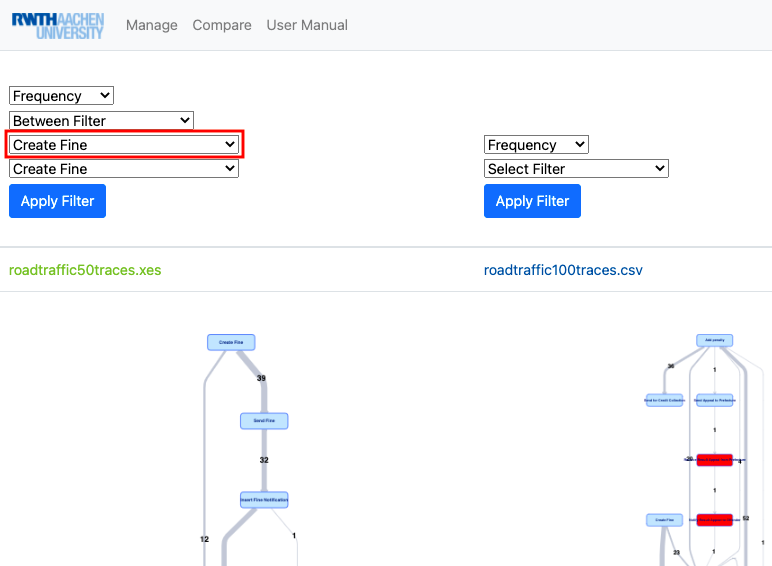 RWTHAACHEN
UNIVERSITY
Manage Compare User Manual
Frequency
Between Filter
Create Fine
Create Fine
Apply Filter
Frequency
Select Filter
Apply Filter
roadtraffic50traces.xes
roadtraffic100traces.csv
Create Fine
39
Send Fine
32
Insert Fine Notification
12
1
Add penalty
36
1
Send for Credit Collection
Send Appeal to Prefecture
1
4
1
Create Fine
52
23
1
1